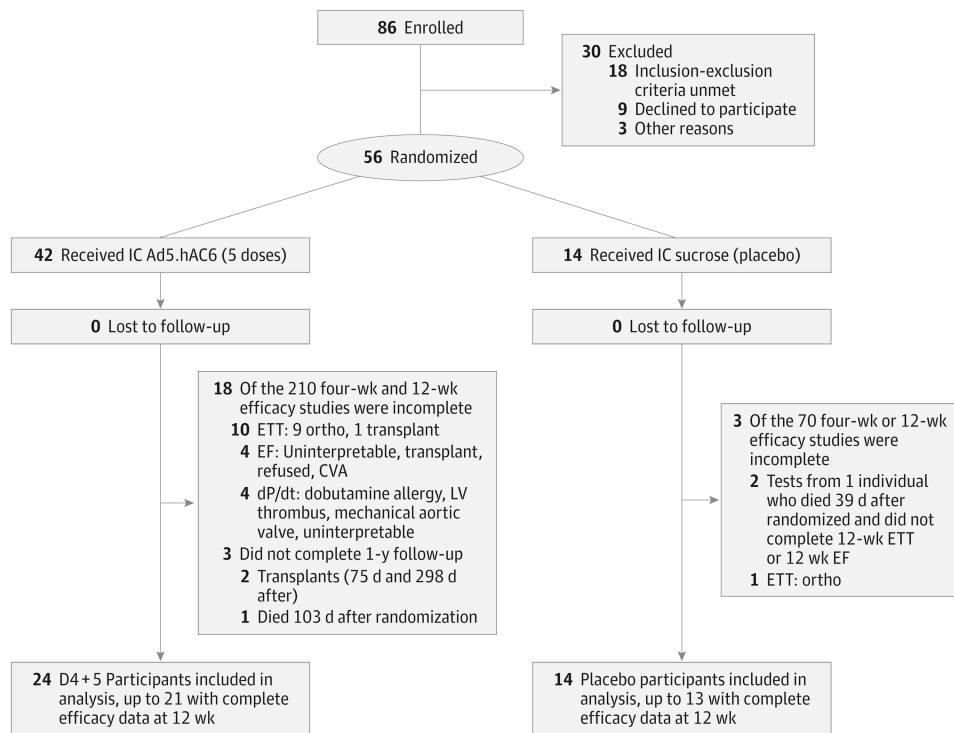 86 Enrolled
30 Excluded
18 Inclusion-exclusion
criteria unmet
9 Declined to participate
3 Other reasons
56 Randomized
42 Received IC Ad5.hAC6 (5 doses)
14 Received IC sucrose (placebo)
0 Lost to follow-up
0 Lost to follow-up
18 Of the 210 four-wk and 12-wk
efficacy studies were incomplete
10 ETT: 9 ortho, 1 transplant
4 EF: Uninterpretable, transplant,
refused, CVA
4 dP/dt: dobutamine allergy, LV
thrombus, mechanical aortic
valve, uninterpretable
3 Did not complete 1-y follow-up
2 Transplants (75 d and 298 d
after)
1 Died 103 d after randomization
3 Of the 70 four-wk or 12-wk
efficacy studies were
incomplete
2 Tests from 1 individual
who died 39 d after
randomized and did not
complete 12-wk ETT
or 12 wk EF
1 ETT: ortho
24 D4 + 5 Participants included in
analysis, up to 21 with complete
efficacy data at 12 wk
14 Placebo participants included in
analysis, up to 13 with complete
efficacy data at 12 wk